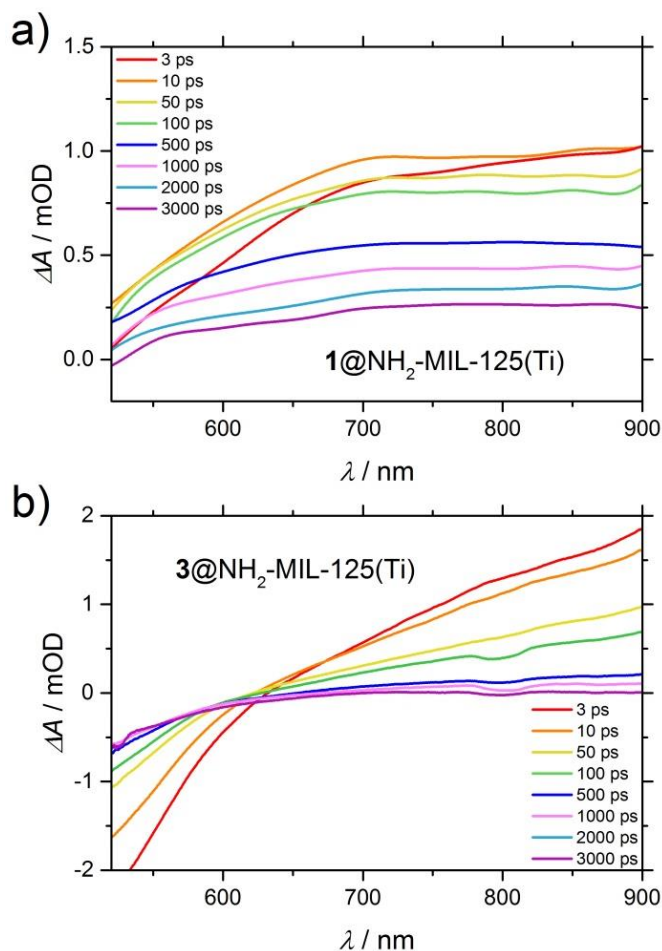 a)
1.5
1.0
0.5
0.0
ΔA / mOD
3 ps
10 ps
50 ps
100 ps
500 ps
1000 ps
2000 ps
3000 ps
1@NH₂-MIL-125(Ti)
600 700 800 900
λ / nm
b)
2
1
0
-1
-2
ΔA / mOD
3@NH₂-MIL-125(Ti)
3 ps
10 ps
50 ps
100 ps
500 ps
1000 ps
2000 ps
3000 ps
600 700 800 900
λ / nm